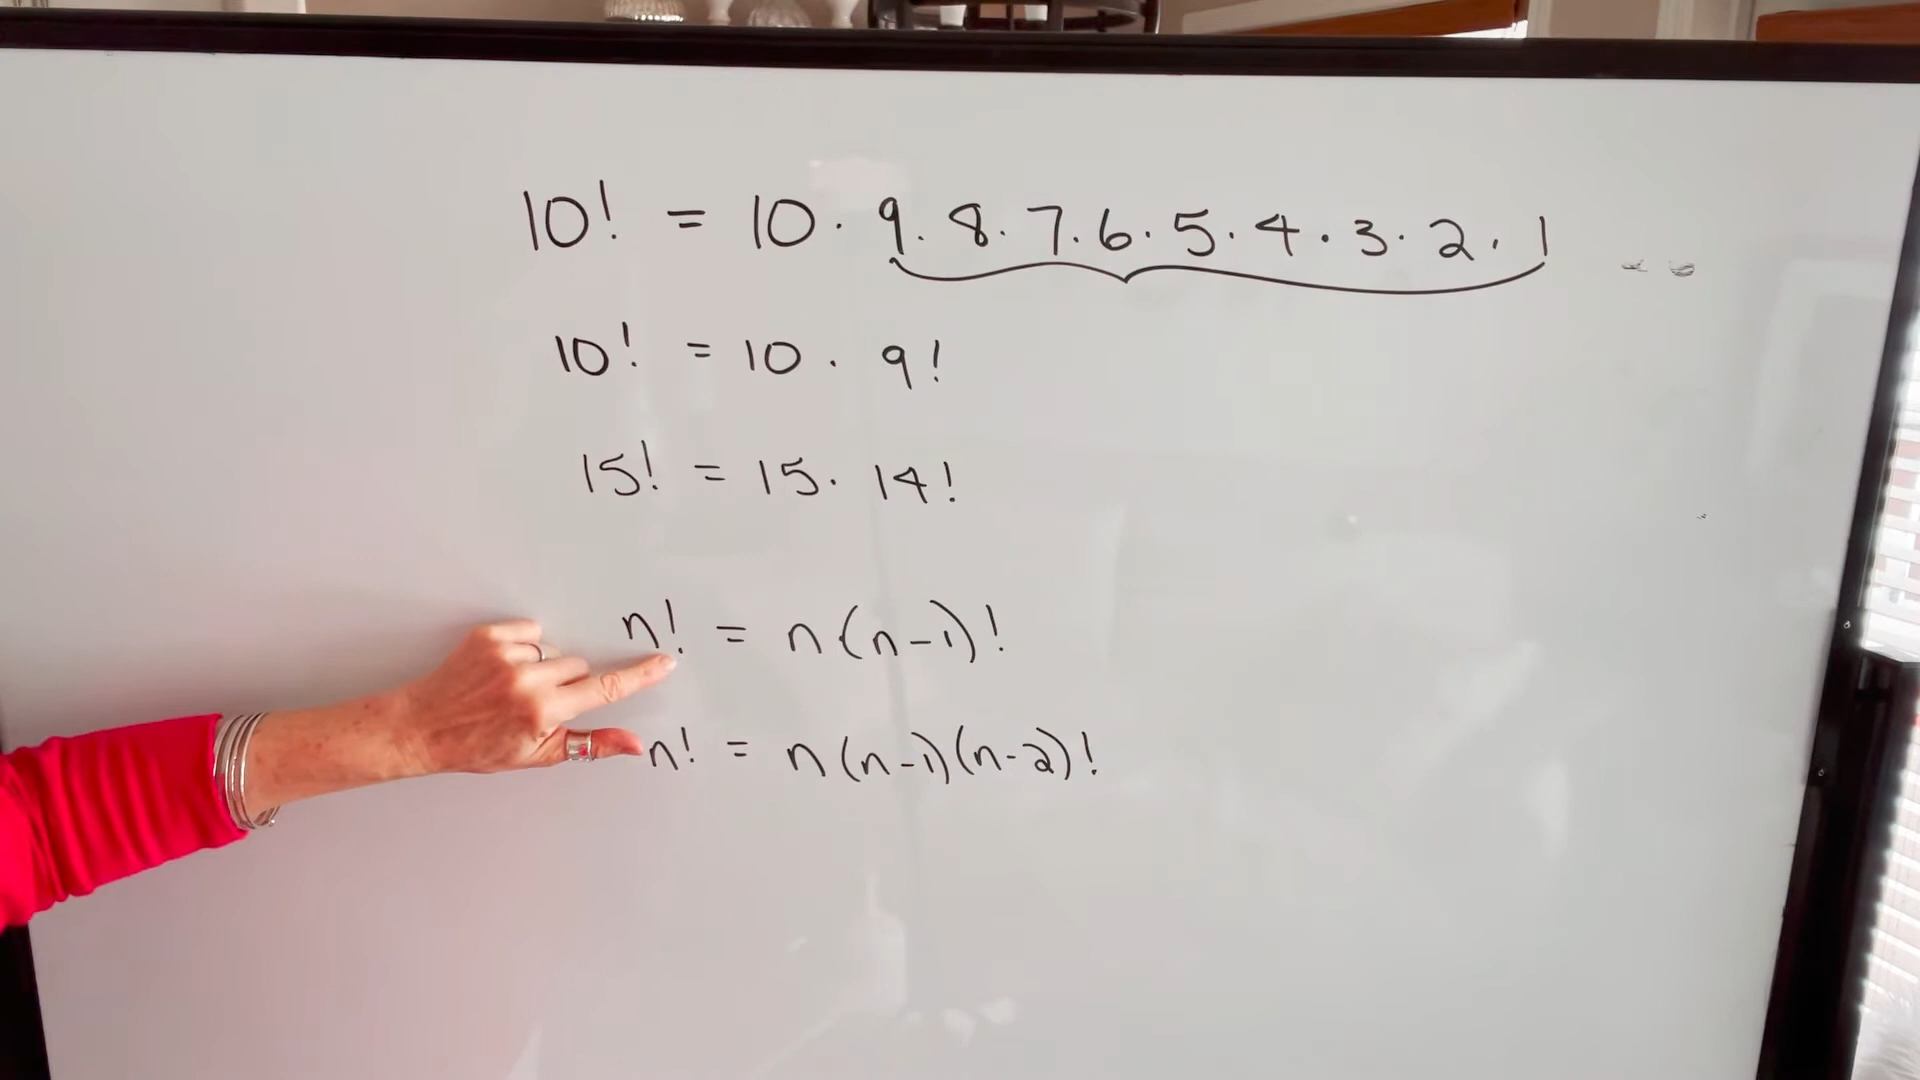 10! = 10 · 9 · 8 · 7 · 6 · 5 · 4 · 3 · 2 · 1
10! = 10 · 9!
15! = 15 · 14!
n! = n(n-1)!
n! = n(n-1)(n-2)!